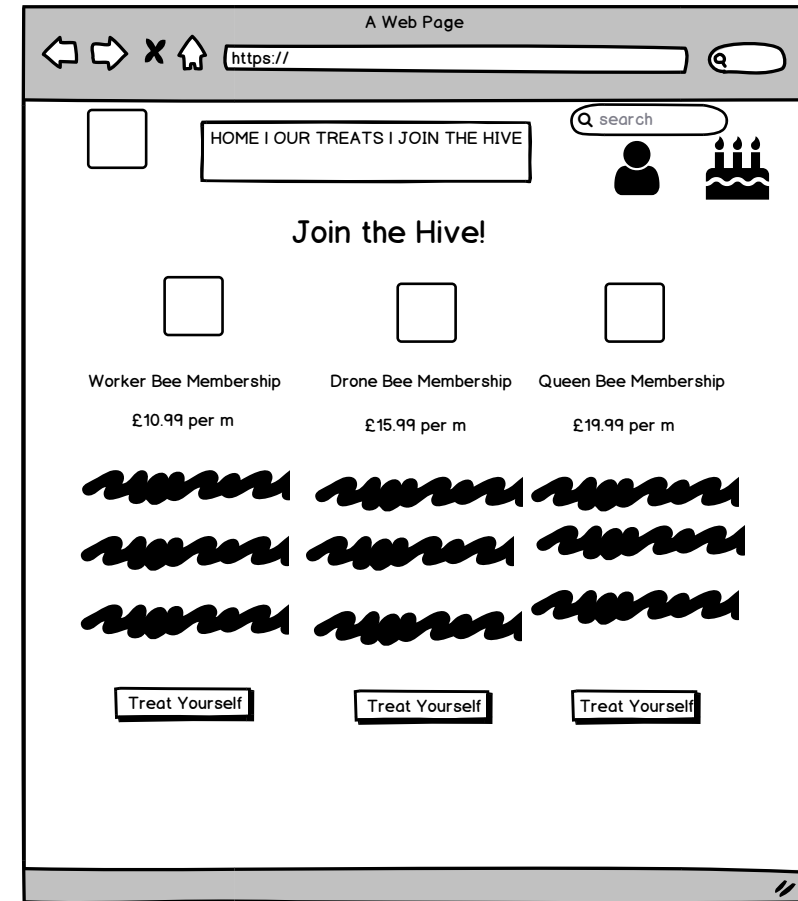 A Web Page
https://
search
HOME | OUR TREATS | JOIN THE HIVE
Join the Hive!
Worker Bee Membership
Drone Bee Membership
Queen Bee Membership
£10.99 per m
£15.99 per m
£19.99 per m
Treat Yourself
Treat Yourself
Treat Yourself